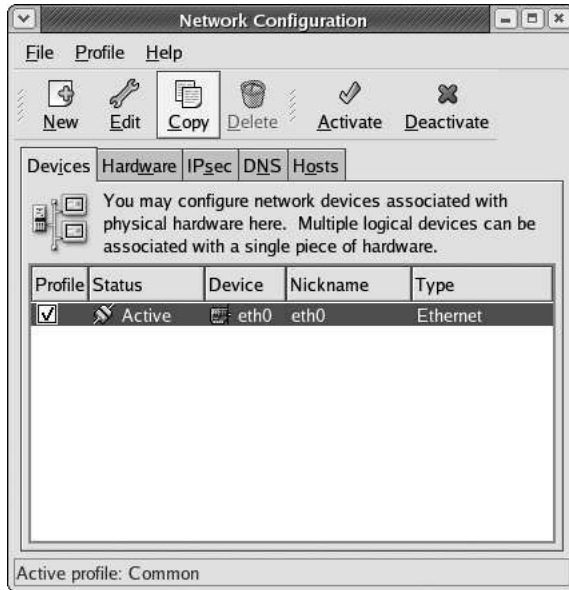 Network Configuration
File Profile Help
New Edit Copy Delete Activate Deactivate
Devices Hardware IPsec DNS Hosts
You may configure network devices associated with
physical hardware here. Multiple logical devices can be
associated with a single piece of hardware.
Profile Status Device Nickname Type
Active eth0 eth0 Ethernet
Active profile: Common